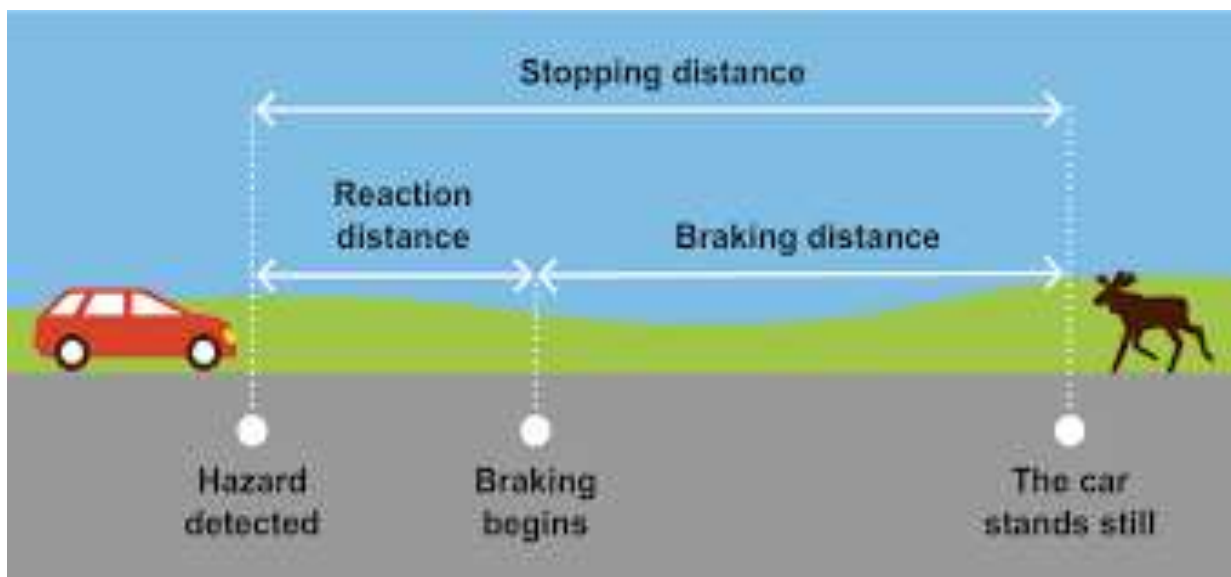 Stopping distance
Reaction
distance
Braking distance
Hazard
detected
Braking
begins
The car
stands still